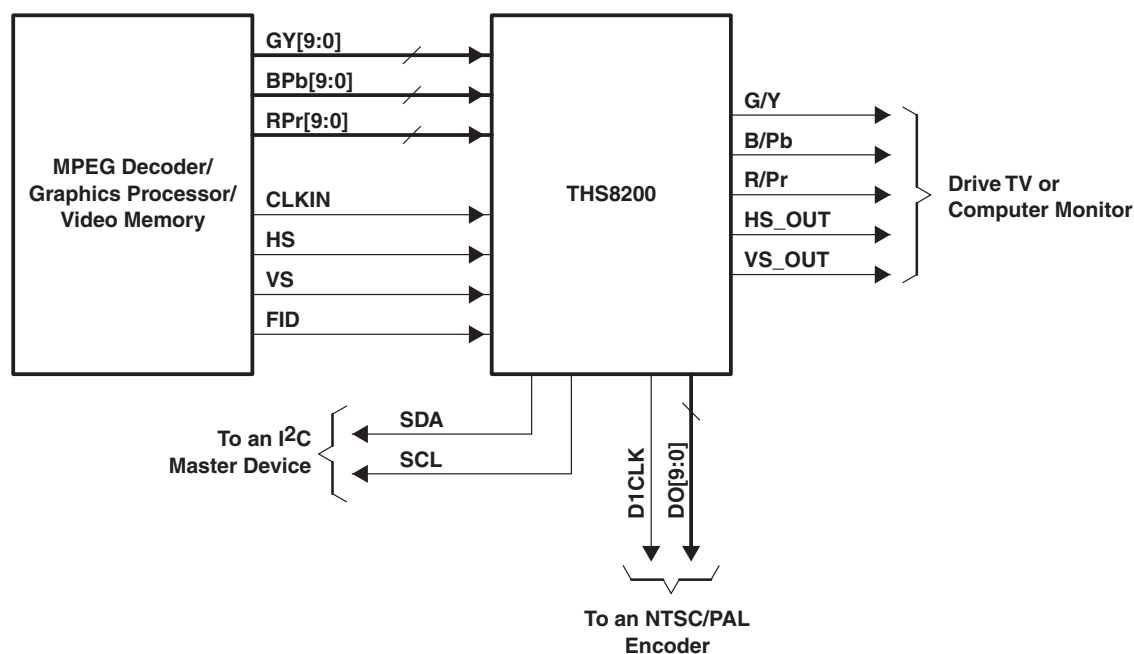 GY[9:0]
BPb[9:0]
RPr[9:0]
MPEG Decoder/
Graphics Processor/
Video Memory
CLKIN
HS
VS
FID
THS8200
G/Y
B/Pb
R/Pr
HS_OUT
VS_OUT
Drive TV or
Computer Monitor
To an I²C
Master Device
SDA
SCL
D1CLK
DO[9:0]
To an NTSC/PAL
Encoder